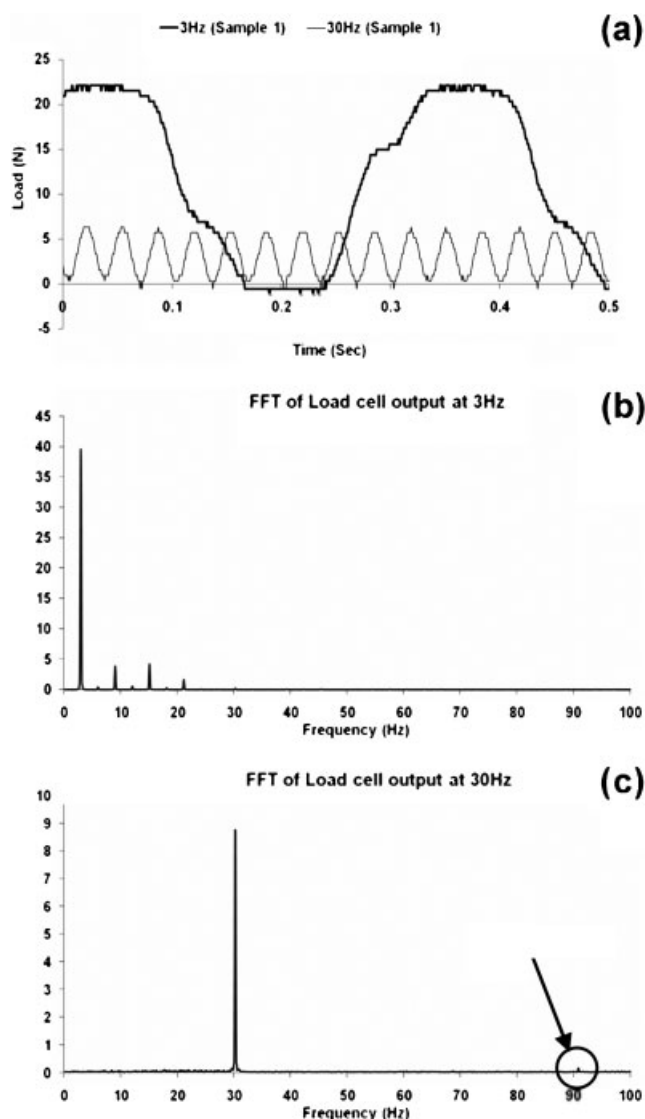 3Hz (Sample 1) 30Hz (Sample 1) (a)
25
20
15
10
5
0
-5
Load (N)
0 0.1 0.2 0.3 0.4 0.5
Time (Sec)
FFT of Load cell output at 3Hz (b)
45
40
35
30
25
20
15
10
5
0
0 10 20 30 40 50 60 70 80 90 100
Frequency (Hz)
FFT of Load cell output at 30Hz (c)
10
9
8
7
6
5
4
3
2
1
0
0 10 20 30 40 50 60 70 80 90 100
Frequency (Hz)